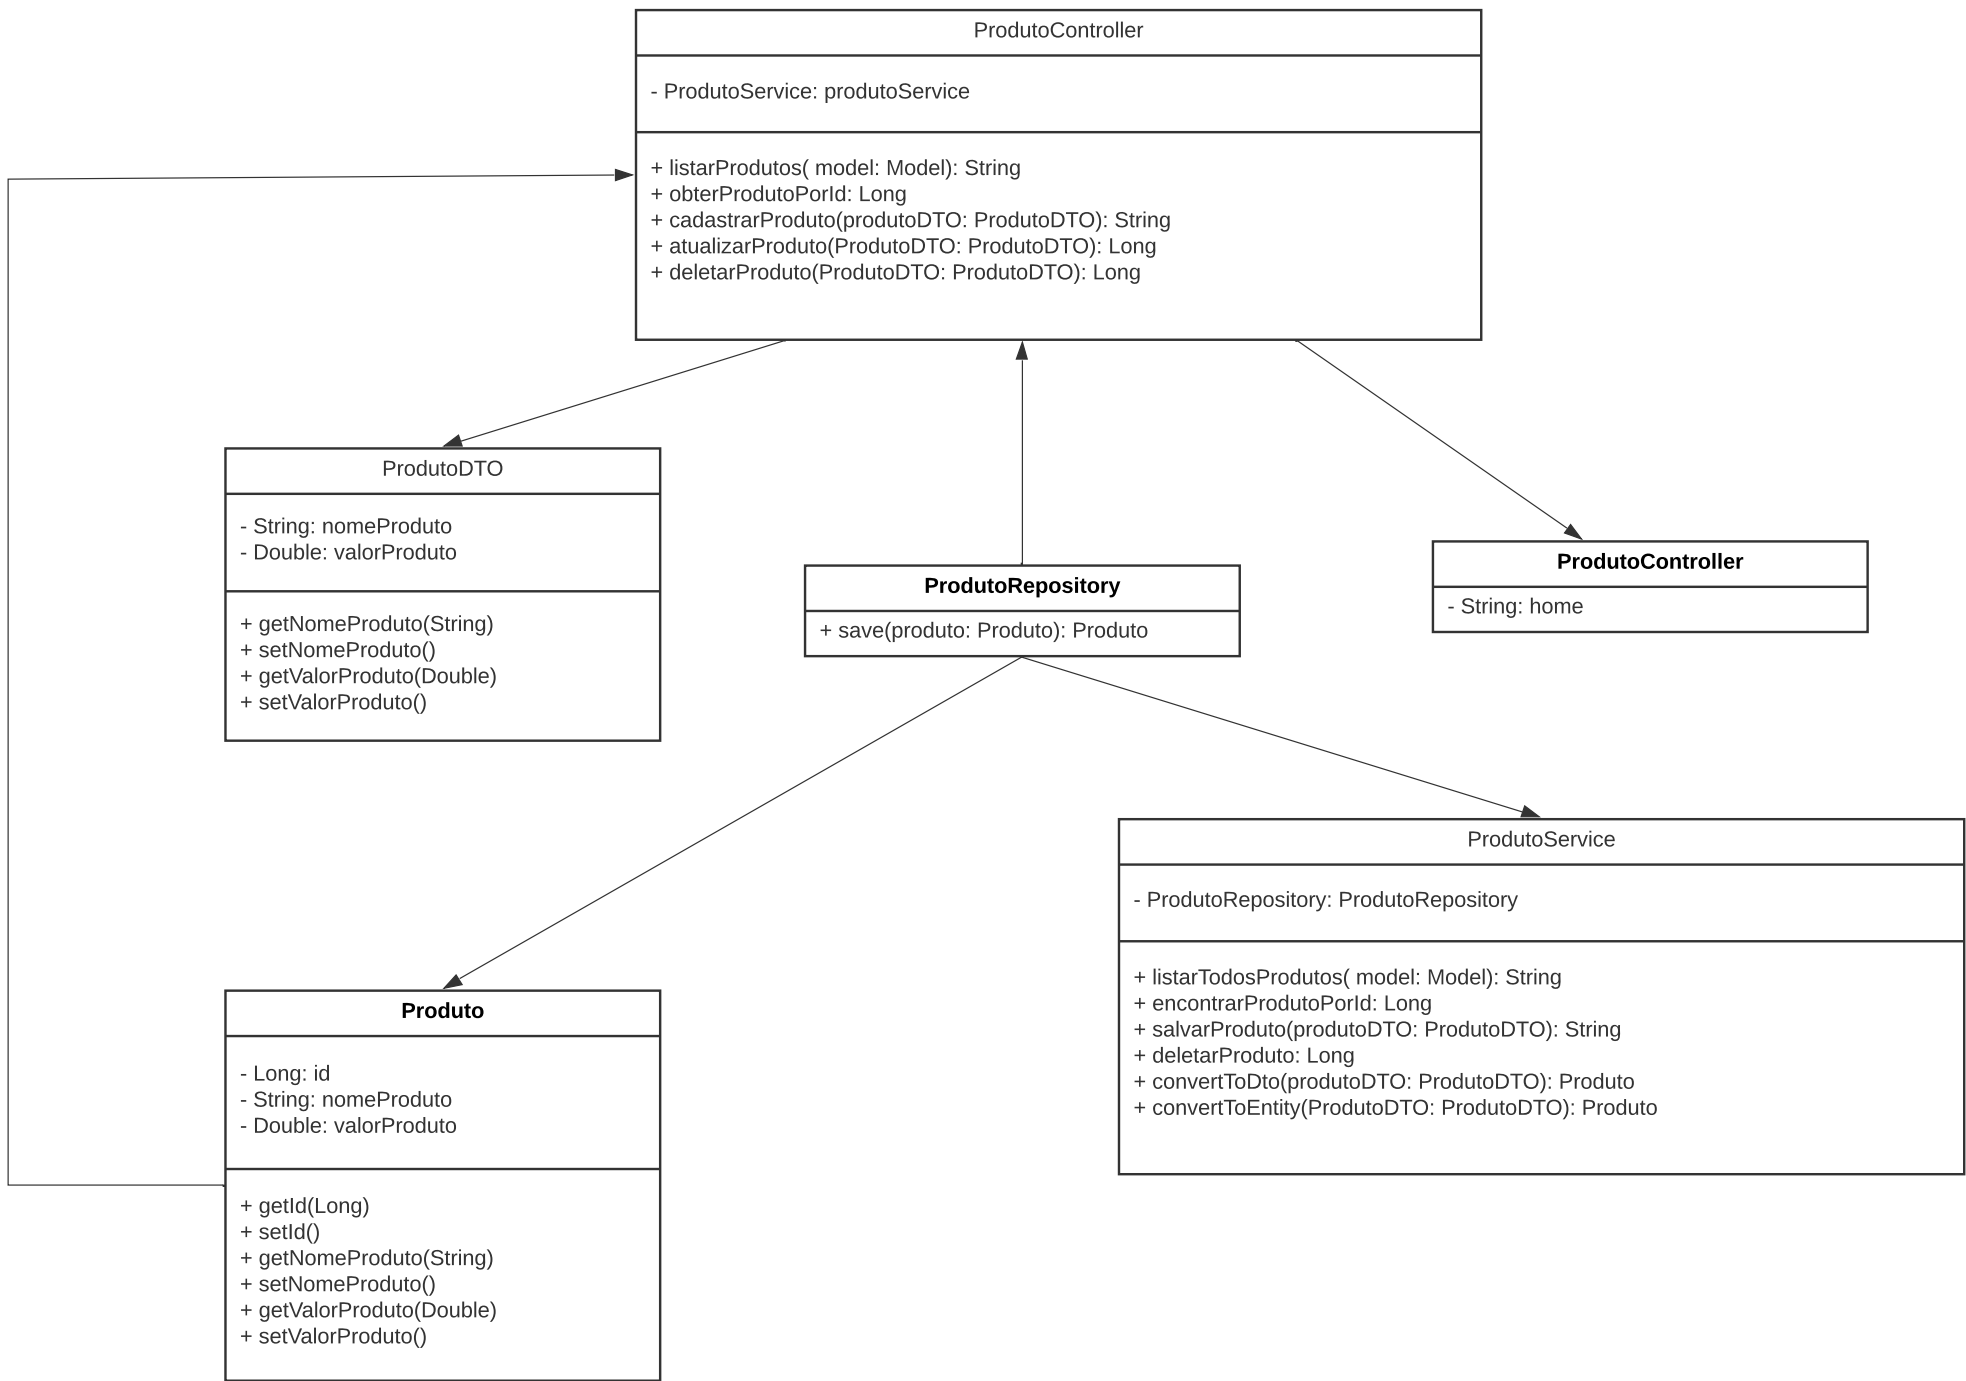 ProdutoController
- ProdutoService: produtoService
+ listarProdutos( model: Model): String
+ obterProdutoPorId: Long
+ cadastrarProduto(produtoDTO: ProdutoDTO): String
+ atualizarProduto(ProdutoDTO: ProdutoDTO): Long
+ deletarProduto(ProdutoDTO: ProdutoDTO): Long
ProdutoDTO
- String: nomeProduto
- Double: valorProduto
+ getNomeProduto(String)
+ setNomeProduto()
+ getValorProduto(Double)
+ setValorProduto()
ProdutoRepository
+ save(produto: Produto): Produto
ProdutoController
- String: home
ProdutoService
- ProdutoRepository: ProdutoRepository
+ listarTodosProdutos( model: Model): String
+ encontrarProdutoPorId: Long
+ salvarProduto(produtoDTO: ProdutoDTO): String
+ deletarProduto: Long
+ convertToDto(produtoDTO: ProdutoDTO): Produto
+ convertToEntity(ProdutoDTO: ProdutoDTO): Produto
Produto
- Long: id
- String: nomeProduto
- Double: valorProduto
+ getId(Long)
+ setId()
+ getNomeProduto(String)
+ setNomeProduto()
+ getValorProduto(Double)
+ setValorProduto()